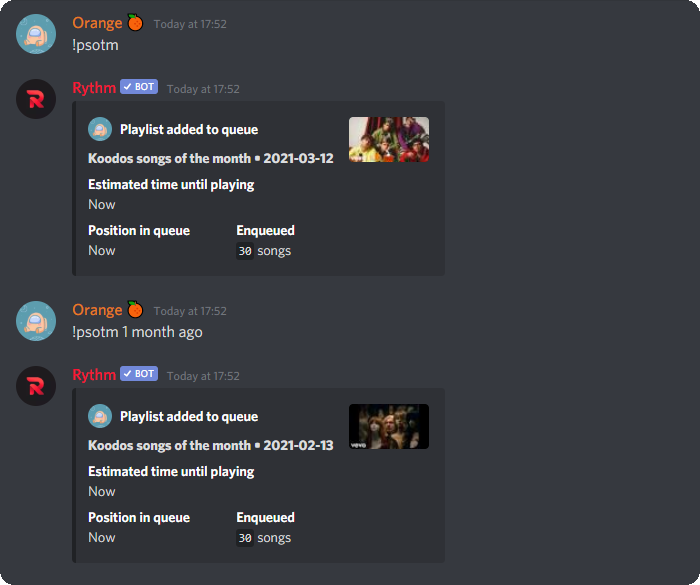 Orange 🍊 Today at 17:52
!psotm
Rythm ✓ BOT Today at 17:52
Playlist added to queue
Koodos songs of the month • 2021-03-12
Estimated time until playing
Now
Position in queue Enqueued
Now 30 songs
Orange 🍊 Today at 17:52
!psotm 1 month ago
Rythm ✓ BOT Today at 17:52
Playlist added to queue
Koodos songs of the month • 2021-02-13
vevo
Estimated time until playing
Now
Position in queue Enqueued
Now 30 songs